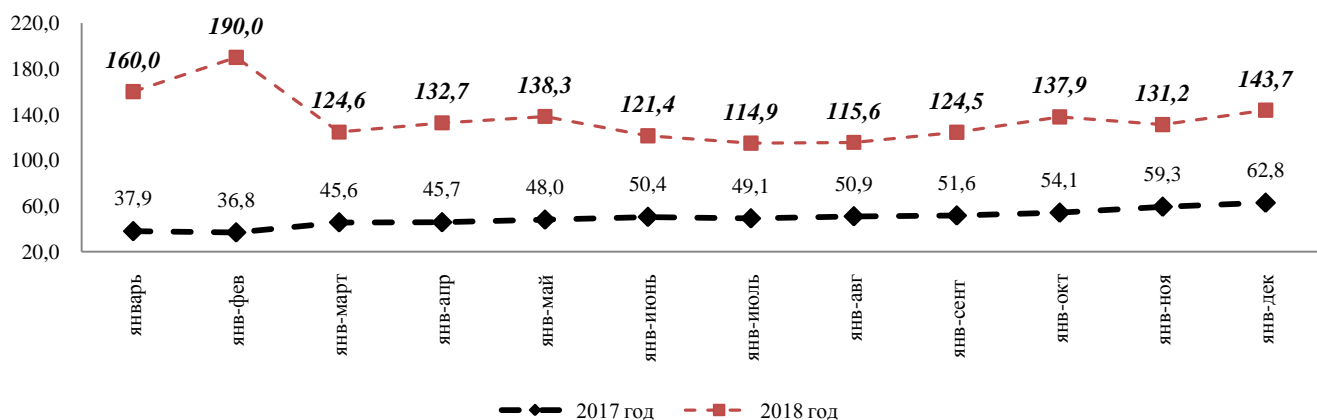 220,0
180,0
140,0
100,0
60,0
20,0
160,0 190,0 124,6 132,7 138,3 121,4 114,9 115,6 124,5 137,9 131,2 143,7
37,9 36,8 45,6 45,7 48,0 50,4 49,1 50,9 51,6 54,1 59,3 62,8
январь
янв-фев
янв-март
янв-апр
янв-май
янв-июнь
янв-июль
янв-авг
янв-сент
янв-окт
янв-ноя
янв-дек
2017 год 2018 год